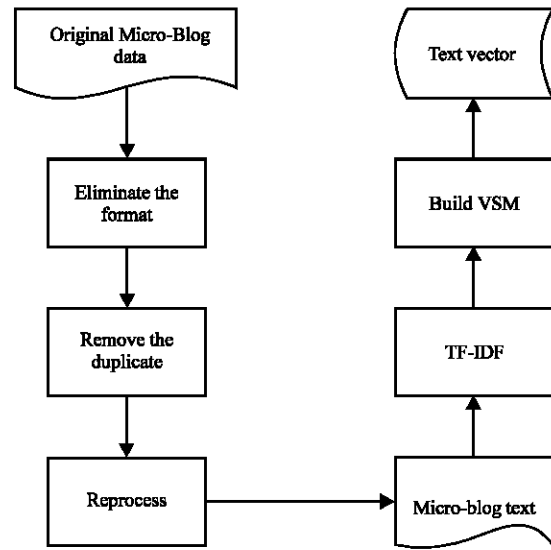 Original Micro-Blog
data
Eliminate the
format
Remove the
duplicate
Reprocess
Micro-blog text
TF-IDF
Build VSM
Text vector